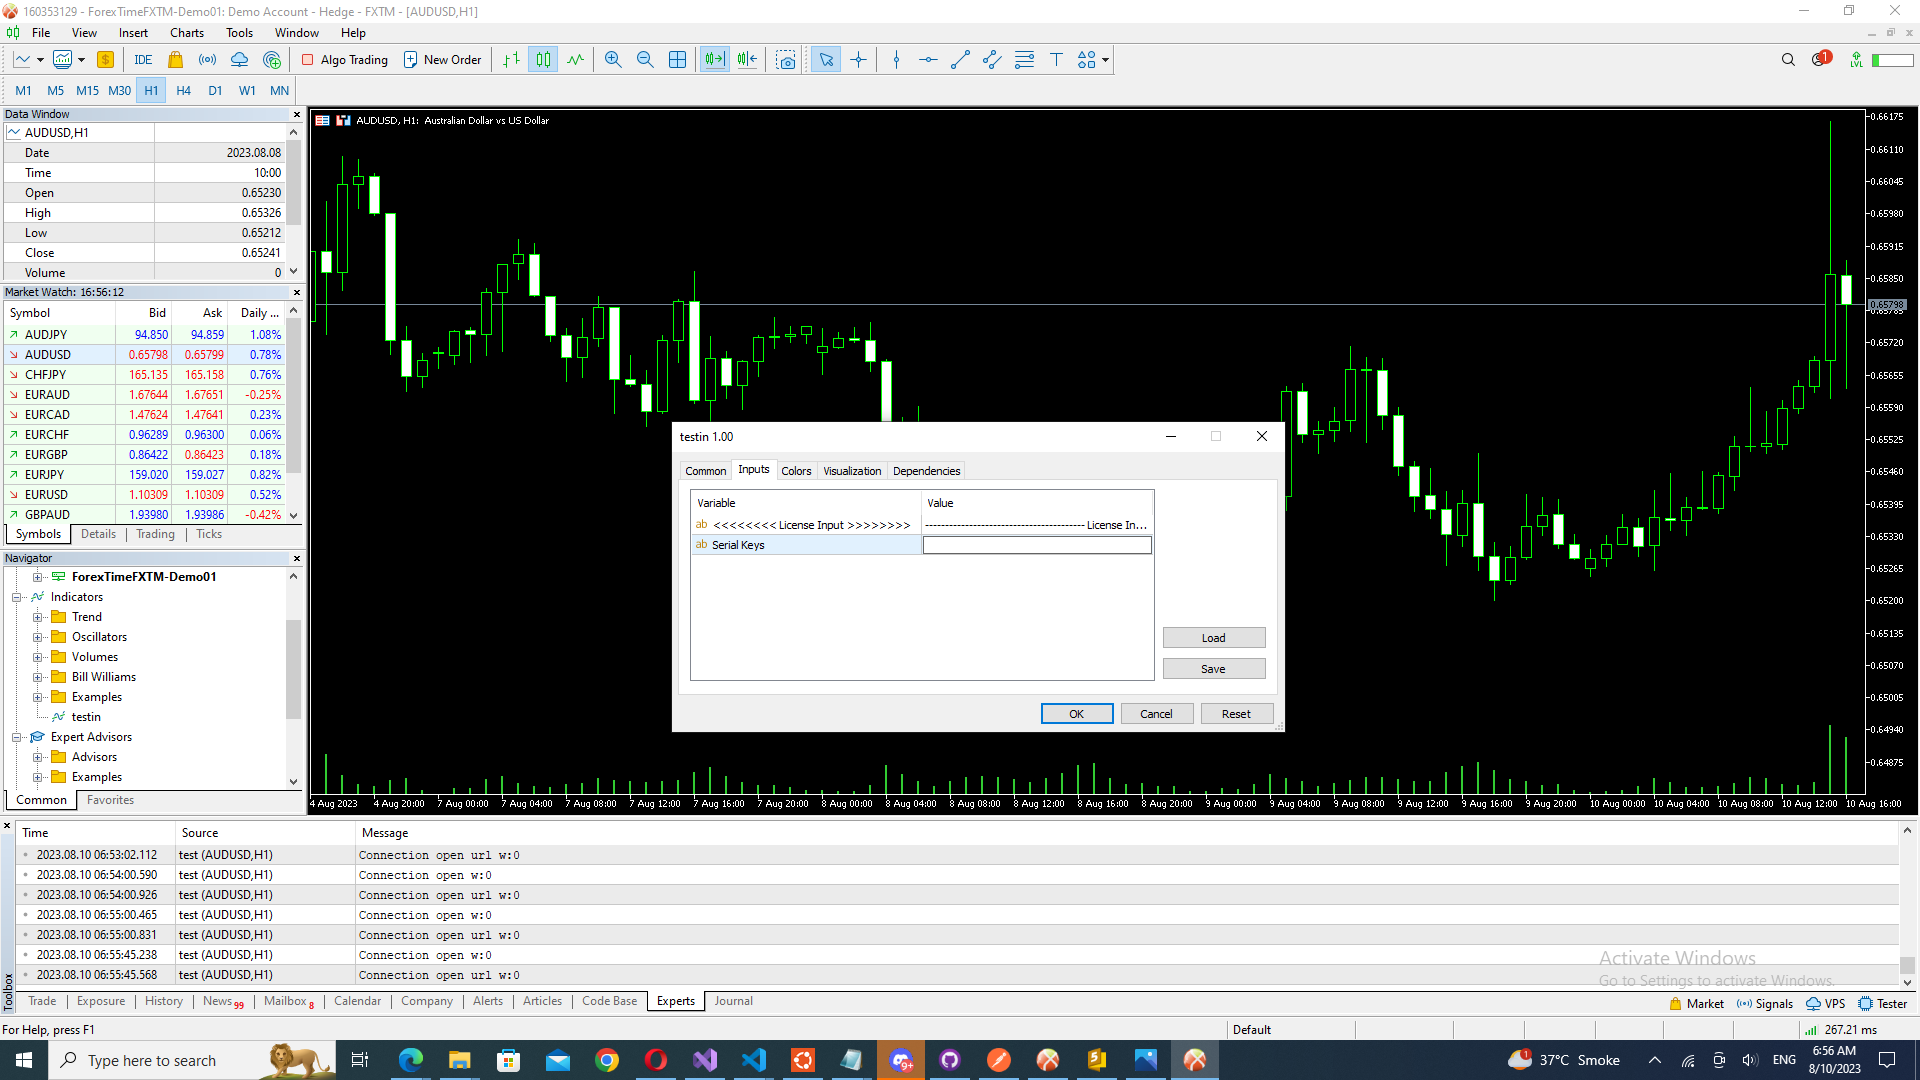 160353129 - ForexTimeFXTM-Demo01: Demo Account - Hedge - FXTM - [AUDUSD,H1]
File View Insert Charts Tools Window Help
IDE Algo Trading New Order 1 LVL
M1 M5 M15 M30 H1 H4 D1 W1 MN
Data Window
AUDUSD,H1
Date 2023.08.08
Time 10:00
Open 0.65230
High 0.65326
Low 0.65212
Close 0.65241
Volume 0
Market Watch: 16:56:12
Symbol Bid Ask Daily ...
AUDJPY 94.850 94.859 1.08%
AUDUSD 0.65798 0.65799 0.78%
CHFJPY 165.135 165.158 0.76%
EURAUD 1.67644 1.67651 -0.25%
EURCAD 1.47624 1.47641 0.23%
EURCHF 0.96289 0.96300 0.06%
EURGBP 0.86422 0.86423 0.18%
EURJPY 159.020 159.027 0.82%
EURUSD 1.10309 1.10309 0.52%
GBPAUD 1.93980 1.93986 -0.42%
Symbols Details Trading Ticks
Navigator
ForexTimeFXTM-Demo01
Indicators
Trend
Oscillators
Volumes
Bill Williams
Examples
testin
Expert Advisors
Advisors
Examples
Common Favorites
AUDUSD, H1: Australian Dollar vs US Dollar
0.66175
0.66110
0.66045
0.65980
0.65915
0.65850
0.65798
0.65785
0.65720
0.65655
0.65590
0.65525
0.65460
0.65395
0.65330
0.65265
0.65200
0.65135
0.65070
0.65005
0.64940
0.64875
4 Aug 2023 4 Aug 20:00 7 Aug 00:00 7 Aug 04:00 7 Aug 08:00 7 Aug 12:00 7 Aug 16:00 7 Aug 20:00 8 Aug 00:00 8 Aug 04:00 8 Aug 08:00 8 Aug 12:00 8 Aug 16:00 8 Aug 20:00 9 Aug 00:00 9 Aug 04:00 9 Aug 08:00 9 Aug 12:00 9 Aug 16:00 9 Aug 20:00 10 Aug 00:00 10 Aug 04:00 10 Aug 08:00 10 Aug 12:00 10 Aug 16:00
testin 1.00
Common Inputs Colors Visualization Dependencies
Variable Value
ab <<<<<<<< License Input >>>>>>>> ---------------------------------------- License In...
ab Serial Keys
Load
Save
OK Cancel Reset
Time Source Message
2023.08.10 06:53:02.112 test (AUDUSD,H1) Connection open url w:0
2023.08.10 06:54:00.590 test (AUDUSD,H1) Connection open w:0
2023.08.10 06:54:00.926 test (AUDUSD,H1) Connection open url w:0
2023.08.10 06:55:00.465 test (AUDUSD,H1) Connection open w:0
2023.08.10 06:55:00.831 test (AUDUSD,H1) Connection open url w:0
2023.08.10 06:55:45.238 test (AUDUSD,H1) Connection open w:0
2023.08.10 06:55:45.568 test (AUDUSD,H1) Connection open url w:0
Toolbox
Activate Windows
Go to Settings to activate Windows.
Trade Exposure History News 99 Mailbox 8 Calendar Company Alerts Articles Code Base Experts Journal
Market Signals VPS Tester
For Help, press F1 Default 267.21 ms
Type here to search 9+ 1 37°C Smoke ENG 6:56 AM
8/10/2023